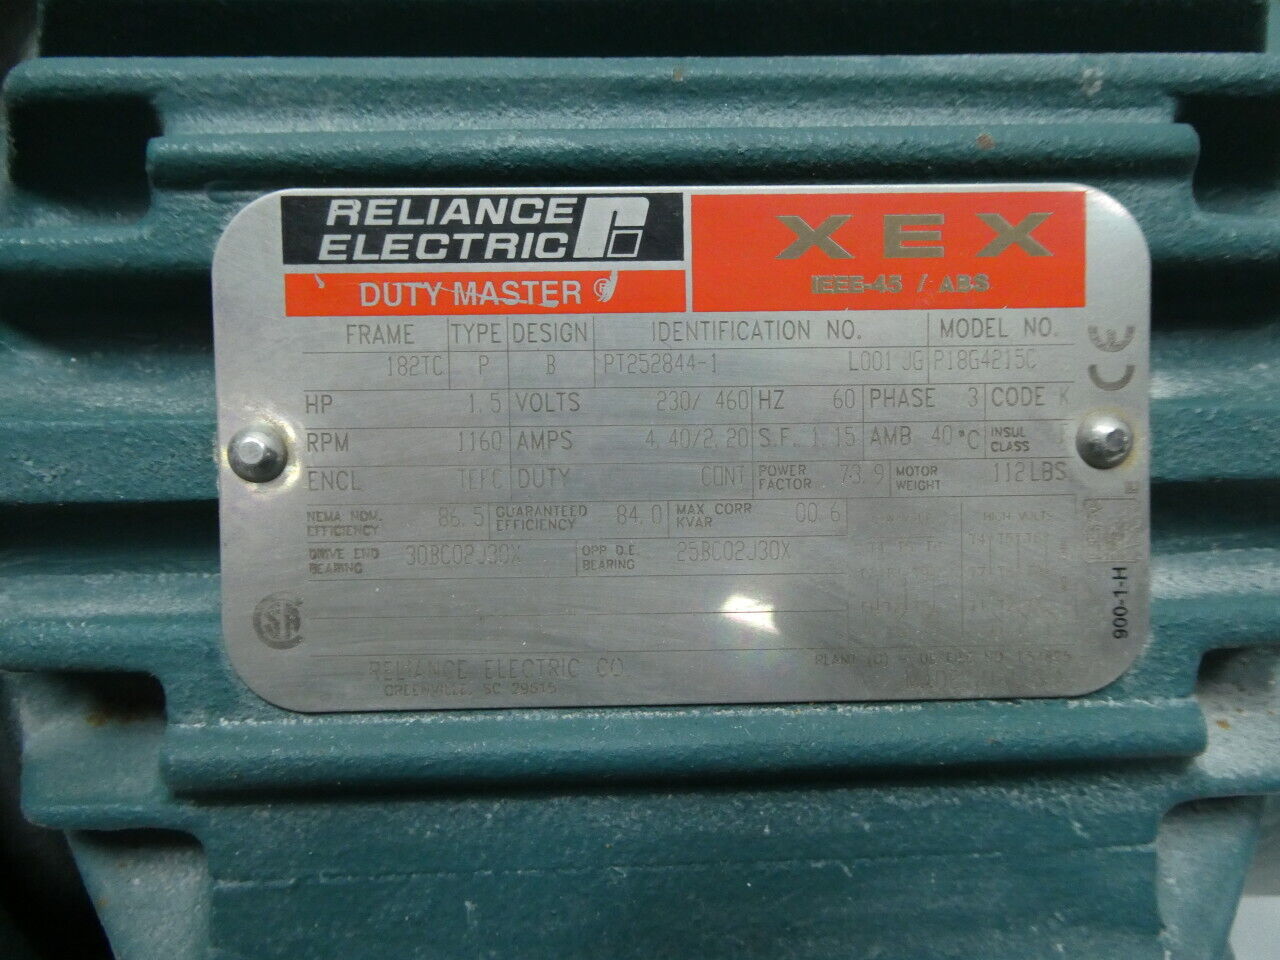 RELIANCE
ELECTRIC
XEX
DUTY MASTER ®
IEEE-45 / ABS
FRAME TYPE DESIGN IDENTIFICATION NO. MODEL NO.
182TC P B PT252844-1 L001 JG P18G4215C
HP 1.5 VOLTS 230/ 460 HZ 60 PHASE 3 CODE K
RPM 1160 AMPS 4.40/2.20 S.F. 1.15 AMB 40°C INSUL CLASS
ENCL TEFC DUTY CONT POWER FACTOR 73.9 MOTOR WEIGHT 112 LBS
NEMA NOM. EFFICIENCY 86.5 GUARANTEED EFFICIENCY 84.0 MAX CORR KVAR 00.6
HIGH VOLTS
DRIVE END BEARING 30BC02J30X OPP D.E. BEARING 25BC02J30X
CE
900-1-H
RELIANCE ELECTRIC CO
GREENVILLE, SC 29615